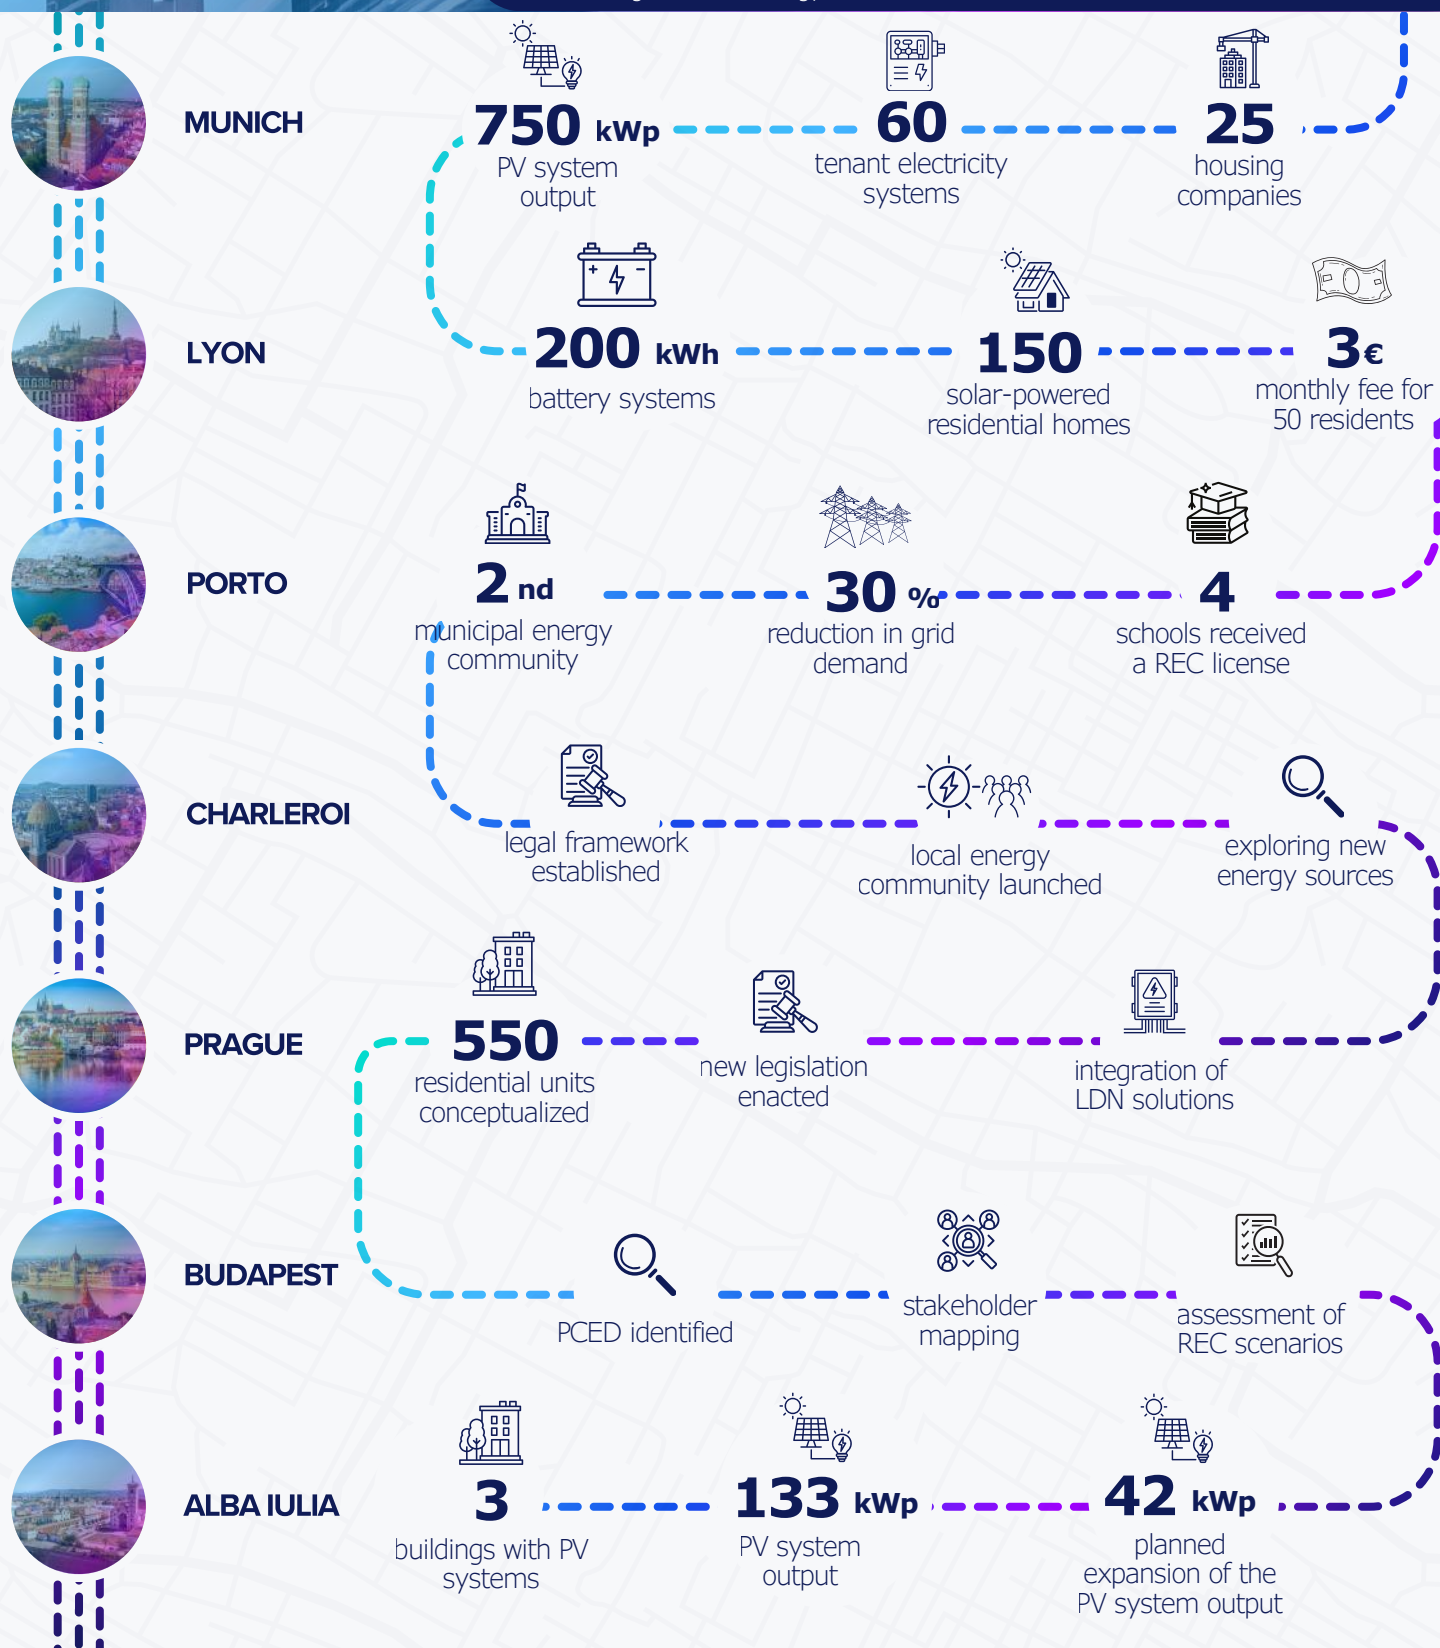 MUNICH
750 kWp
PV system
output
60
tenant electricity
systems
25
housing
companies
LYON
200 kWh
battery systems
150
solar-powered
residential homes
3€
monthly fee for
50 residents
PORTO
2 nd
municipal energy
community
30 %
reduction in grid
demand
4
schools received
a REC license
CHARLEROI
legal framework
established
local energy
community launched
exploring new
energy sources
PRAGUE
550
residential units
conceptualized
new legislation
enacted
integration of
LDN solutions
BUDAPEST
PCED identified
stakeholder
mapping
assessment of
REC scenarios
ALBA IULIA
3
buildings with PV
systems
133 kWp
PV system
output
42 kWp
planned
expansion of the
PV system output